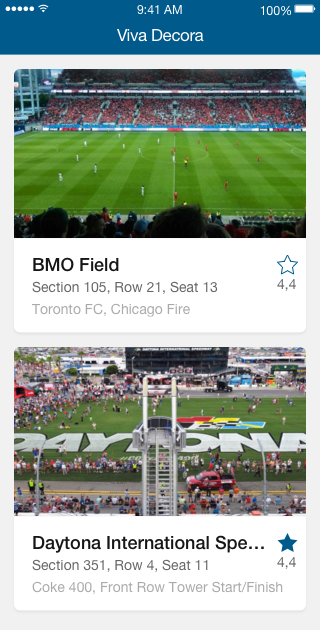 9:41 AM
100%
Viva Decora
BMO Field
Section 105, Row 21, Seat 13
4,4
Toronto FC, Chicago Fire
DAYTONA
Daytona International Spe...
Section 351, Row 4, Seat 11
4,4
Coke 400, Front Row Tower Start/Finish